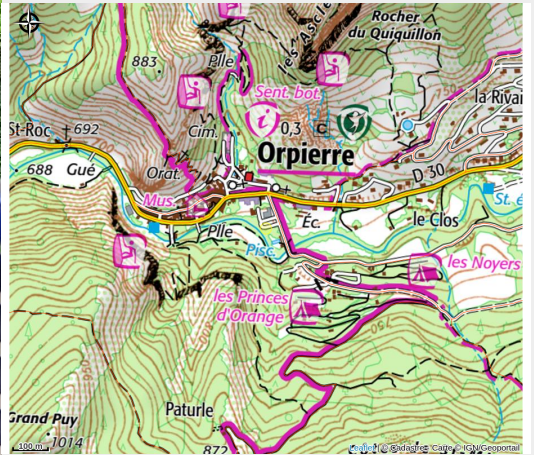 Rocher
du Quiquillon
les Ascle
883
Plle
Sent. bot.
la Rivai
St-Roc
692
Cim.
0,3
C
Orpierre
688
Gué
Orat.
D 30
Mus.
St. é
Plle
Éc.
le Clos
Pisc.
les Noyers
les Princes
d'Orange
750
Paturle
Grand Puy
1014
872
100 m
Leaflet | © Cadastres Carte © IGN/Geoportail